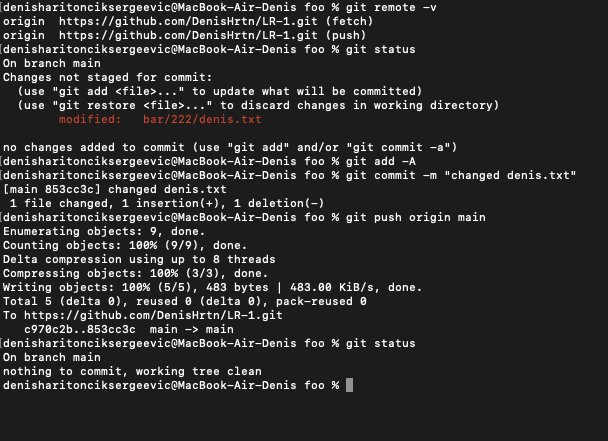 [denisharitonciksergeevic@MacBook-Air-Denis foo % git remote -v
origin  https://github.com/DenisHrtn/LR-1.git (fetch)
origin  https://github.com/DenisHrtn/LR-1.git (push)
[denisharitonciksergeevic@MacBook-Air-Denis foo % git status
On branch main
Changes not staged for commit:
  (use "git add <file>..." to update what will be committed)
  (use "git restore <file>..." to discard changes in working directory)
        modified:   bar/222/denis.txt

no changes added to commit (use "git add" and/or "git commit -a")
[denisharitonciksergeevic@MacBook-Air-Denis foo % git add -A
[denisharitonciksergeevic@MacBook-Air-Denis foo % git commit -m "changed denis.txt"
[main 853cc3c] changed denis.txt
 1 file changed, 1 insertion(+), 1 deletion(-)
[denisharitonciksergeevic@MacBook-Air-Denis foo % git push origin main
Enumerating objects: 9, done.
Counting objects: 100% (9/9), done.
Delta compression using up to 8 threads
Compressing objects: 100% (3/3), done.
Writing objects: 100% (5/5), 483 bytes | 483.00 KiB/s, done.
Total 5 (delta 0), reused 0 (delta 0), pack-reused 0
To https://github.com/DenisHrtn/LR-1.git
   c970c2b..853cc3c  main -> main
[denisharitonciksergeevic@MacBook-Air-Denis foo % git status
On branch main
nothing to commit, working tree clean
denisharitonciksergeevic@MacBook-Air-Denis foo %